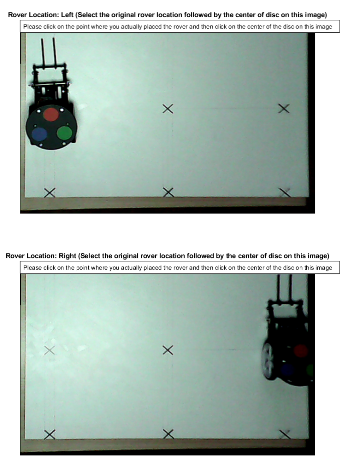 Rover Location: Left (Select the original rover location followed by the center of disc on this image)
Please click on the point where you actually placed the rover and then click on the center of the disc on this image
Rover Location: Right (Select the original rover location followed by the center of disc on this image)
Please click on the point where you actually placed the rover and then click on the center of the disc on this image